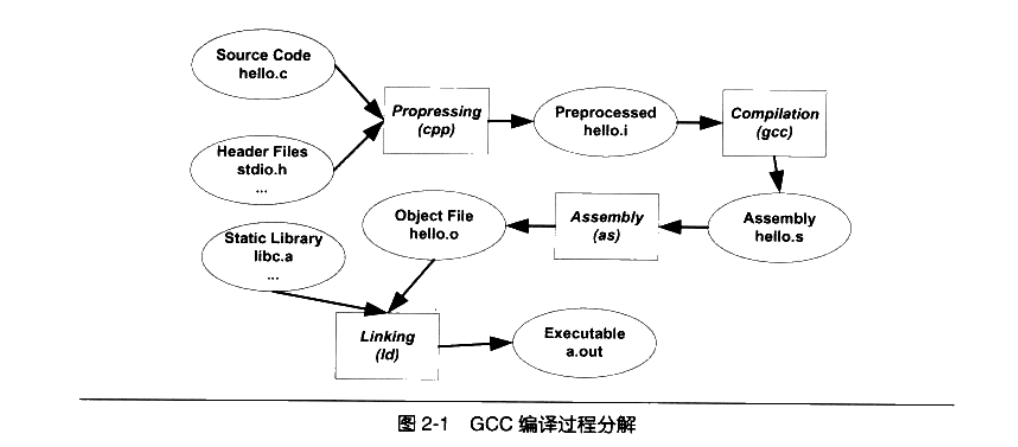 Source Code
hello.c
Header Files
stdio.h
...
Propressing
(cpp)
Preprocessed
hello.i
Compilation
(gcc)
Assembly
hello.s
Assembly
(as)
Object File
hello.o
Static Library
libc.a
...
Linking
(ld)
Executable
a.out
图 2-1 GCC 编译过程分解